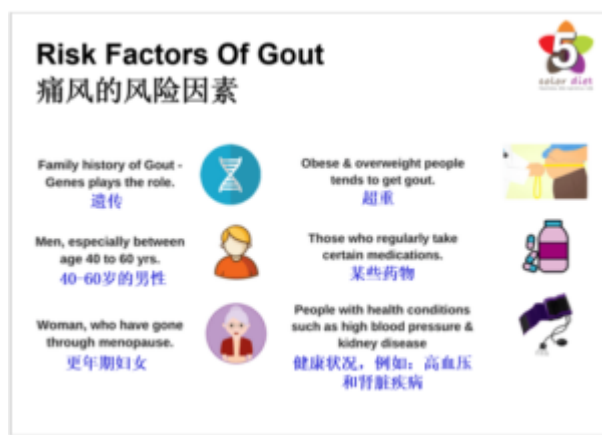 Risk Factors Of Gout
痛风的风险因素
5
color diet
Family history of Gout -
Genes plays the role.
遗传
Obese & overweight people
tends to get gout.
超重
Men, especially between
age 40 to 60 yrs.
40-60岁的男性
Those who regularly take
certain medications.
某些药物
Woman, who have gone
through menopause.
更年期妇女
People with health conditions
such as high blood pressure &
kidney disease
健康状况，例如：高血压
和肾脏疾病